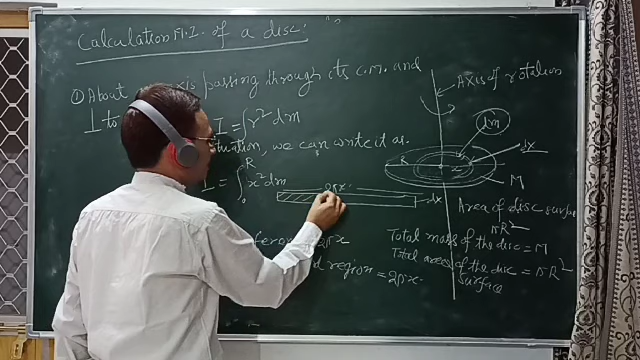 Calculation M.I. of a disc:
① About axis passing through its C.M. and
⊥ to
I = ∫r² dm
we can write it as
I = ∫₀ᴿ x² dm
2πx
dx
2πx
region = 2πx.
Axis of rotation
dm
dx
R
x
M
Area of disc surface
πR²
Total mass of the disc = M
Total area of the disc = πR²
surface